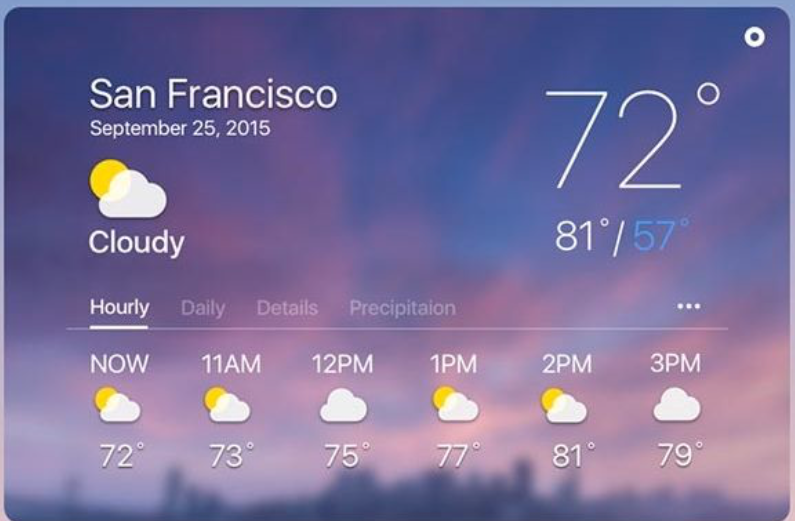 San Francisco
September 25, 2015
72°
81°/57°
Cloudy
Hourly Daily Details Precipitaion •••
NOW 11AM 12PM 1PM 2PM 3PM
72° 73° 75° 77° 81° 79°